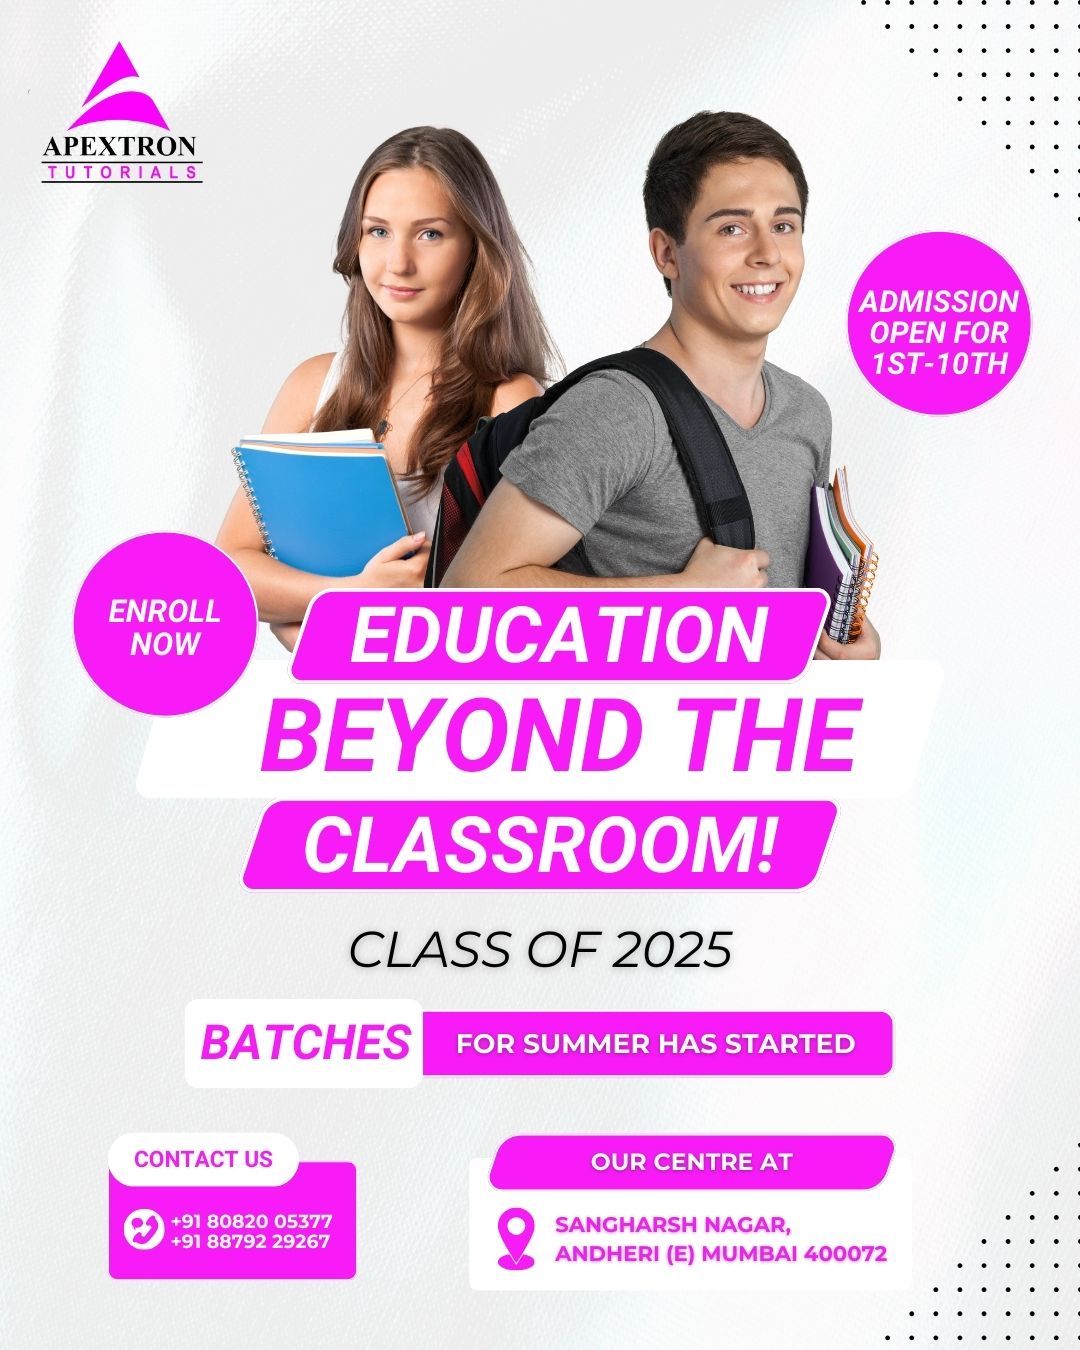 APEXTRON
TUTORIALS
ADMISSION
OPEN FOR
1ST-10TH
ENROLL
NOW
EDUCATION
BEYOND THE
CLASSROOM!
CLASS OF 2025
BATCHES FOR SUMMER HAS STARTED
CONTACT US
+91 80820 05377
+91 88792 29267
OUR CENTRE AT
SANGHARSH NAGAR,
ANDHERI (E) MUMBAI 400072